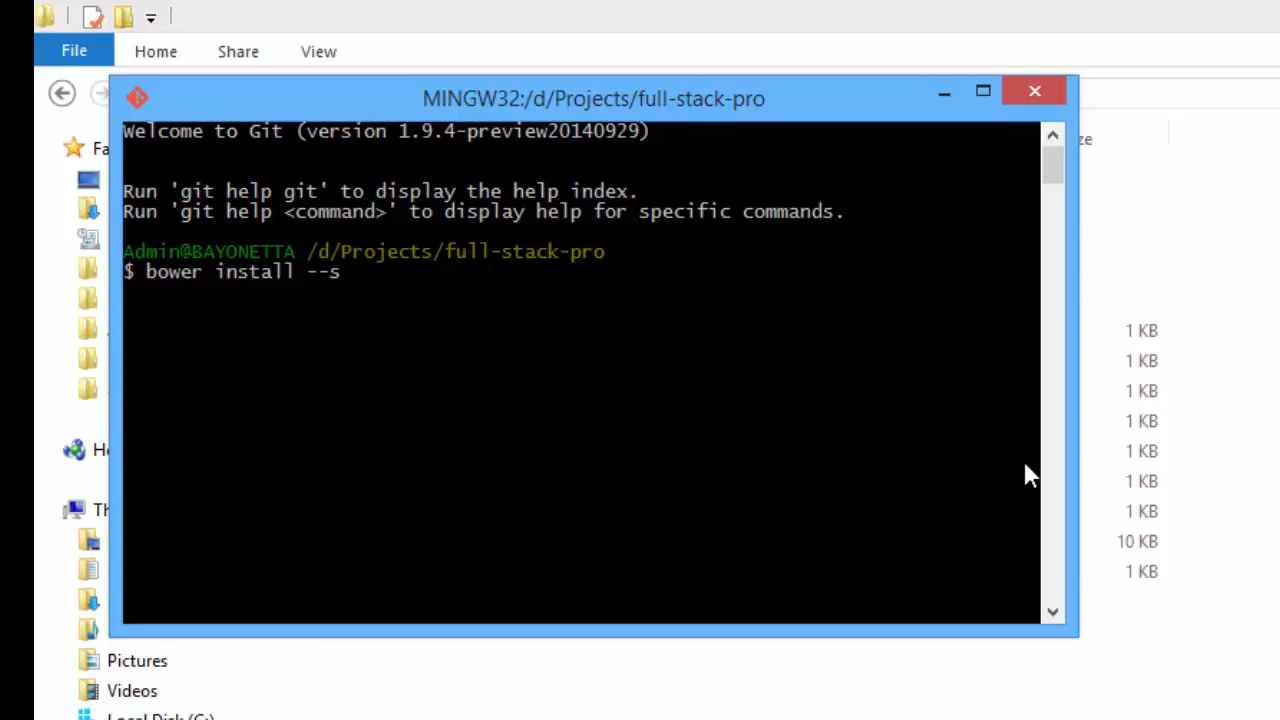 File
Home
Share
View
MINGW32:/d/Projects/full-stack-pro
Welcome to Git (version 1.9.4-preview20140929)
Run 'git help git' to display the help index.
Run 'git help <command>' to display help for specific commands.
Admin@BAYONETTA /d/Projects/full-stack-pro
$ bower install --s
1 KB
1 KB
1 KB
1 KB
1 KB
1 KB
1 KB
10 KB
1 KB
Pictures
Videos
Local Disk (C:)